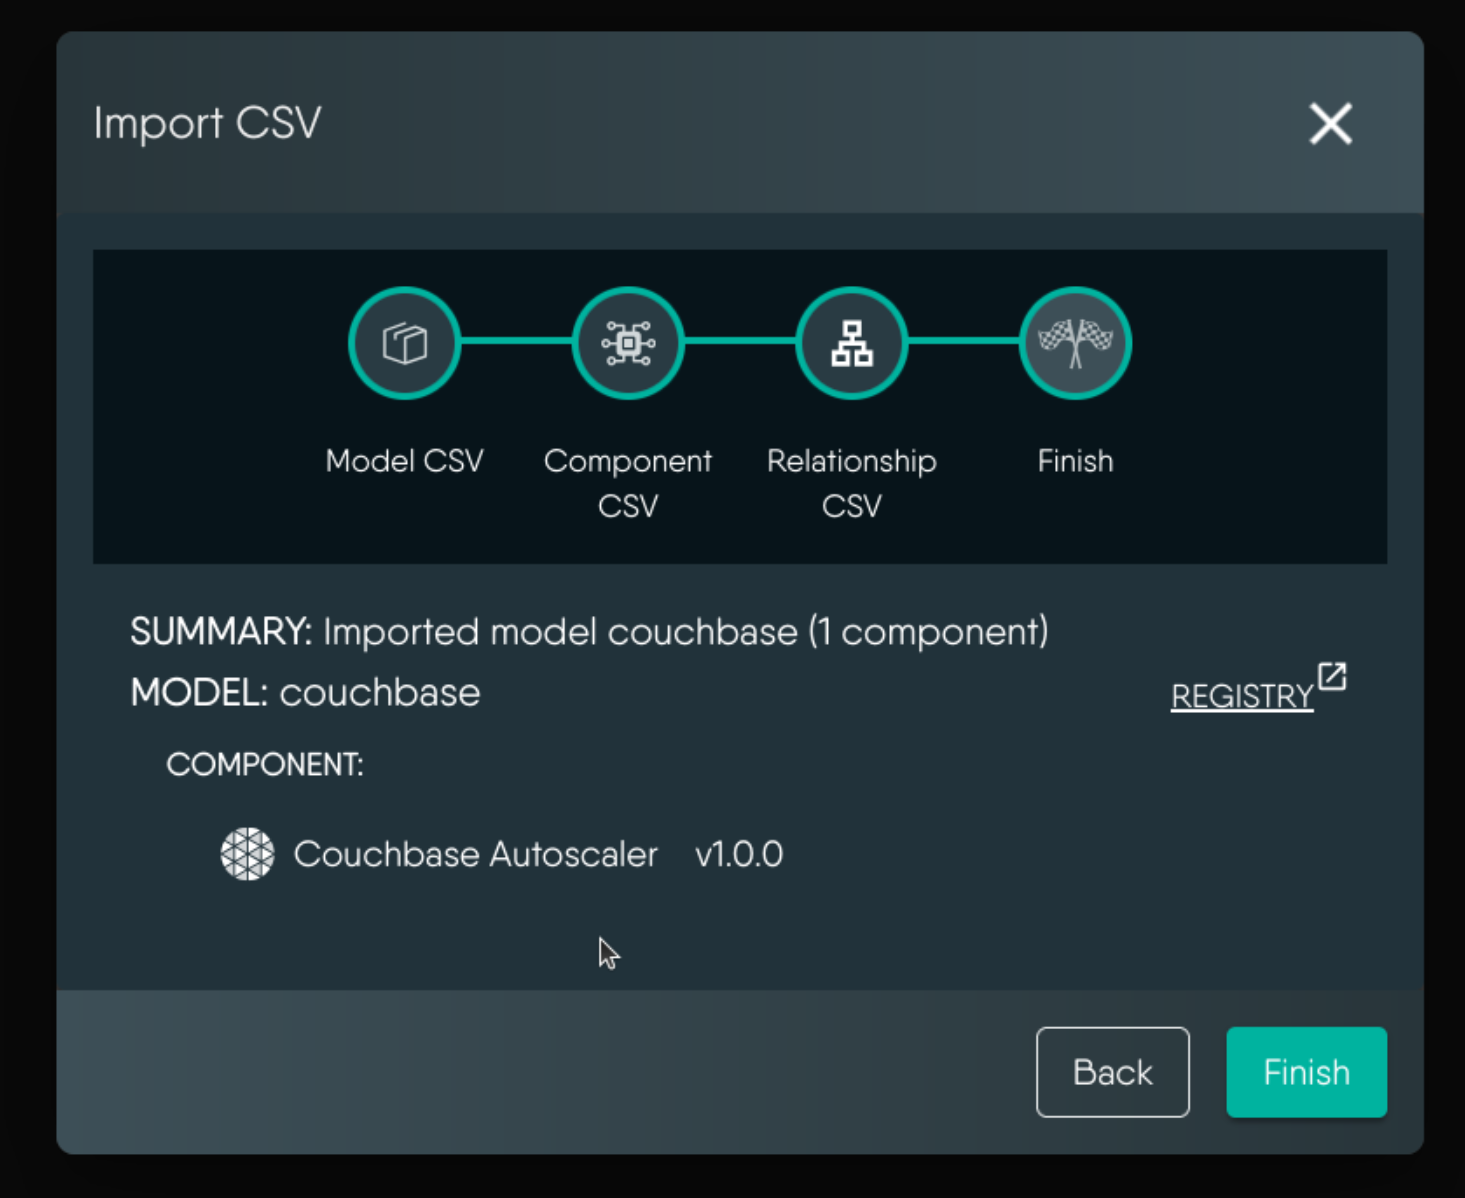 Import CSV
Model CSV
Component
CSV
Relationship
CSV
Finish
SUMMARY: Imported model couchbase (1 component)
MODEL: couchbase
REGISTRY
COMPONENT:
Couchbase Autoscaler v1.0.0
Back
Finish